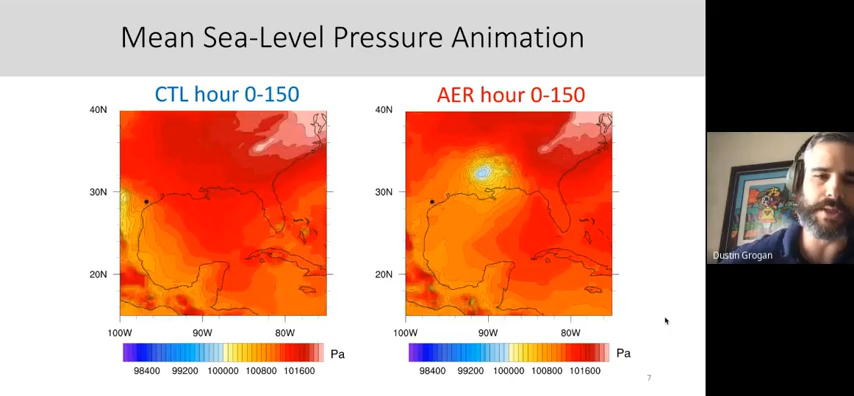 Mean Sea-Level Pressure Animation
CTL hour 0-150
AER hour 0-150
40N
30N
20N
100W 90W 80W
40N
30N
20N
100W 90W 80W
Pa
98400 99200 100000 100800 101600
Pa
98400 99200 100000 100800 101600
7
Dustin Grogan